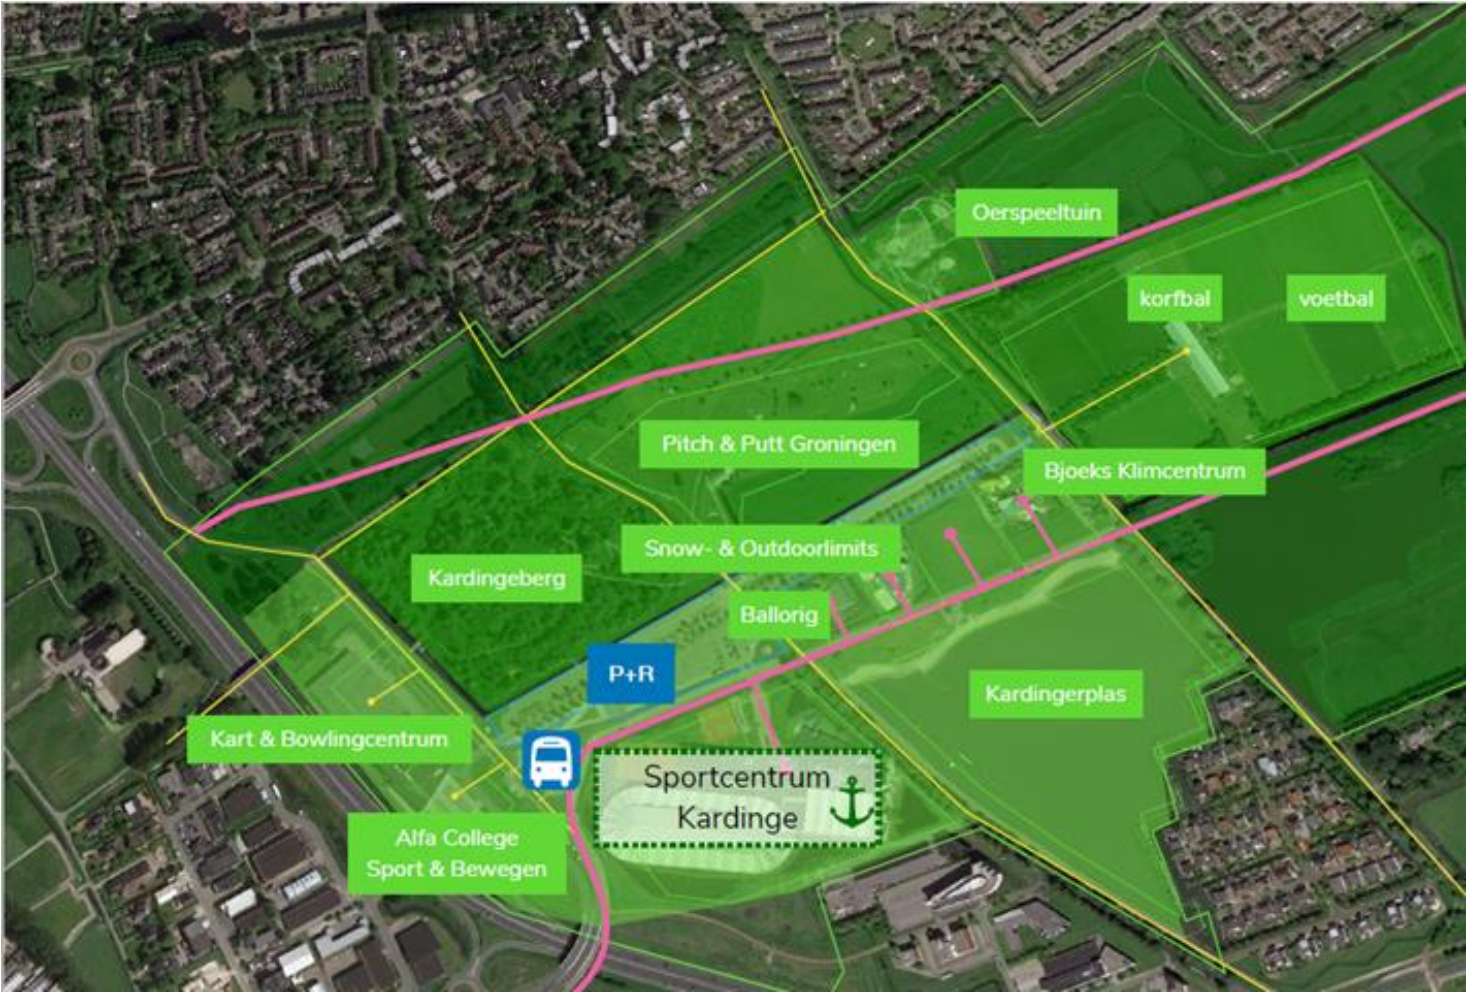 Oerspeeltuin
korfbal
voetbal
Pitch & Putt Groningen
Bjoeks Klimcentrum
Snow- & Outdoorlimits
Kardingeberg
Ballorig
P+R
Kardingerplas
Kart & Bowlingcentrum
Sportcentrum
Kardinge
Alfa College
Sport & Bewegen